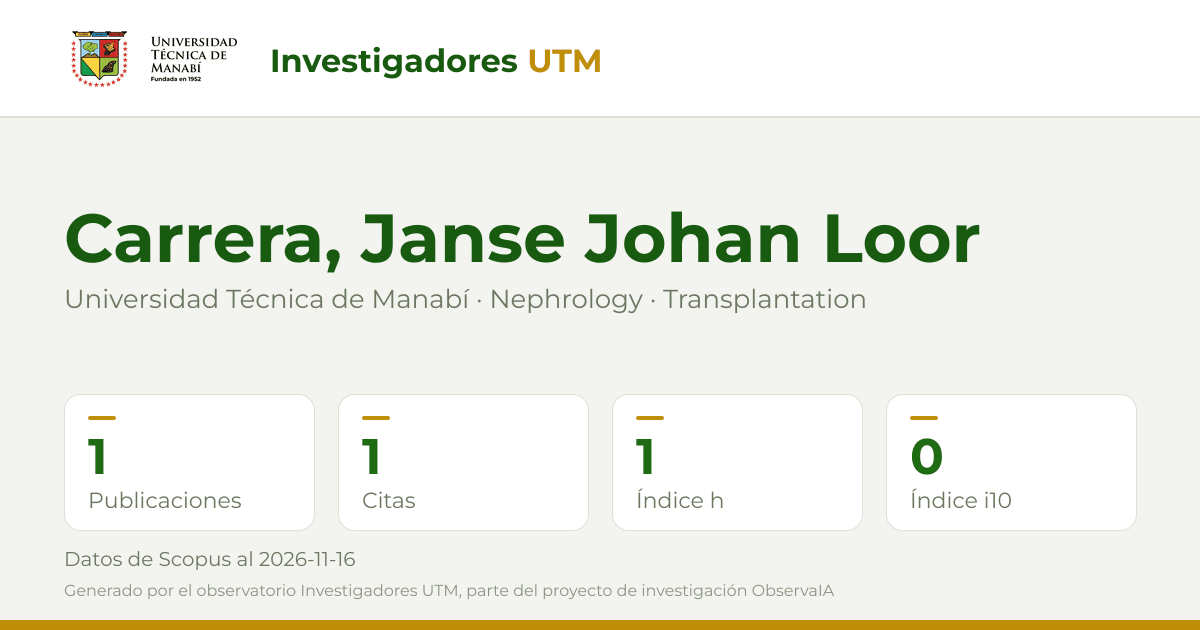 UNIVERSIDAD
TÉCNICA DE
MANABÍ
Fundada en 1952
Investigadores UTM
Carrera, Janse Johan Loor
Universidad Técnica de Manabí · Nephrology · Transplantation
1
Publicaciones
1
Citas
1
Índice h
0
Índice i10
Datos de Scopus al 2026-11-16
Generado por el observatorio Investigadores UTM, parte del proyecto de investigación ObservaIA